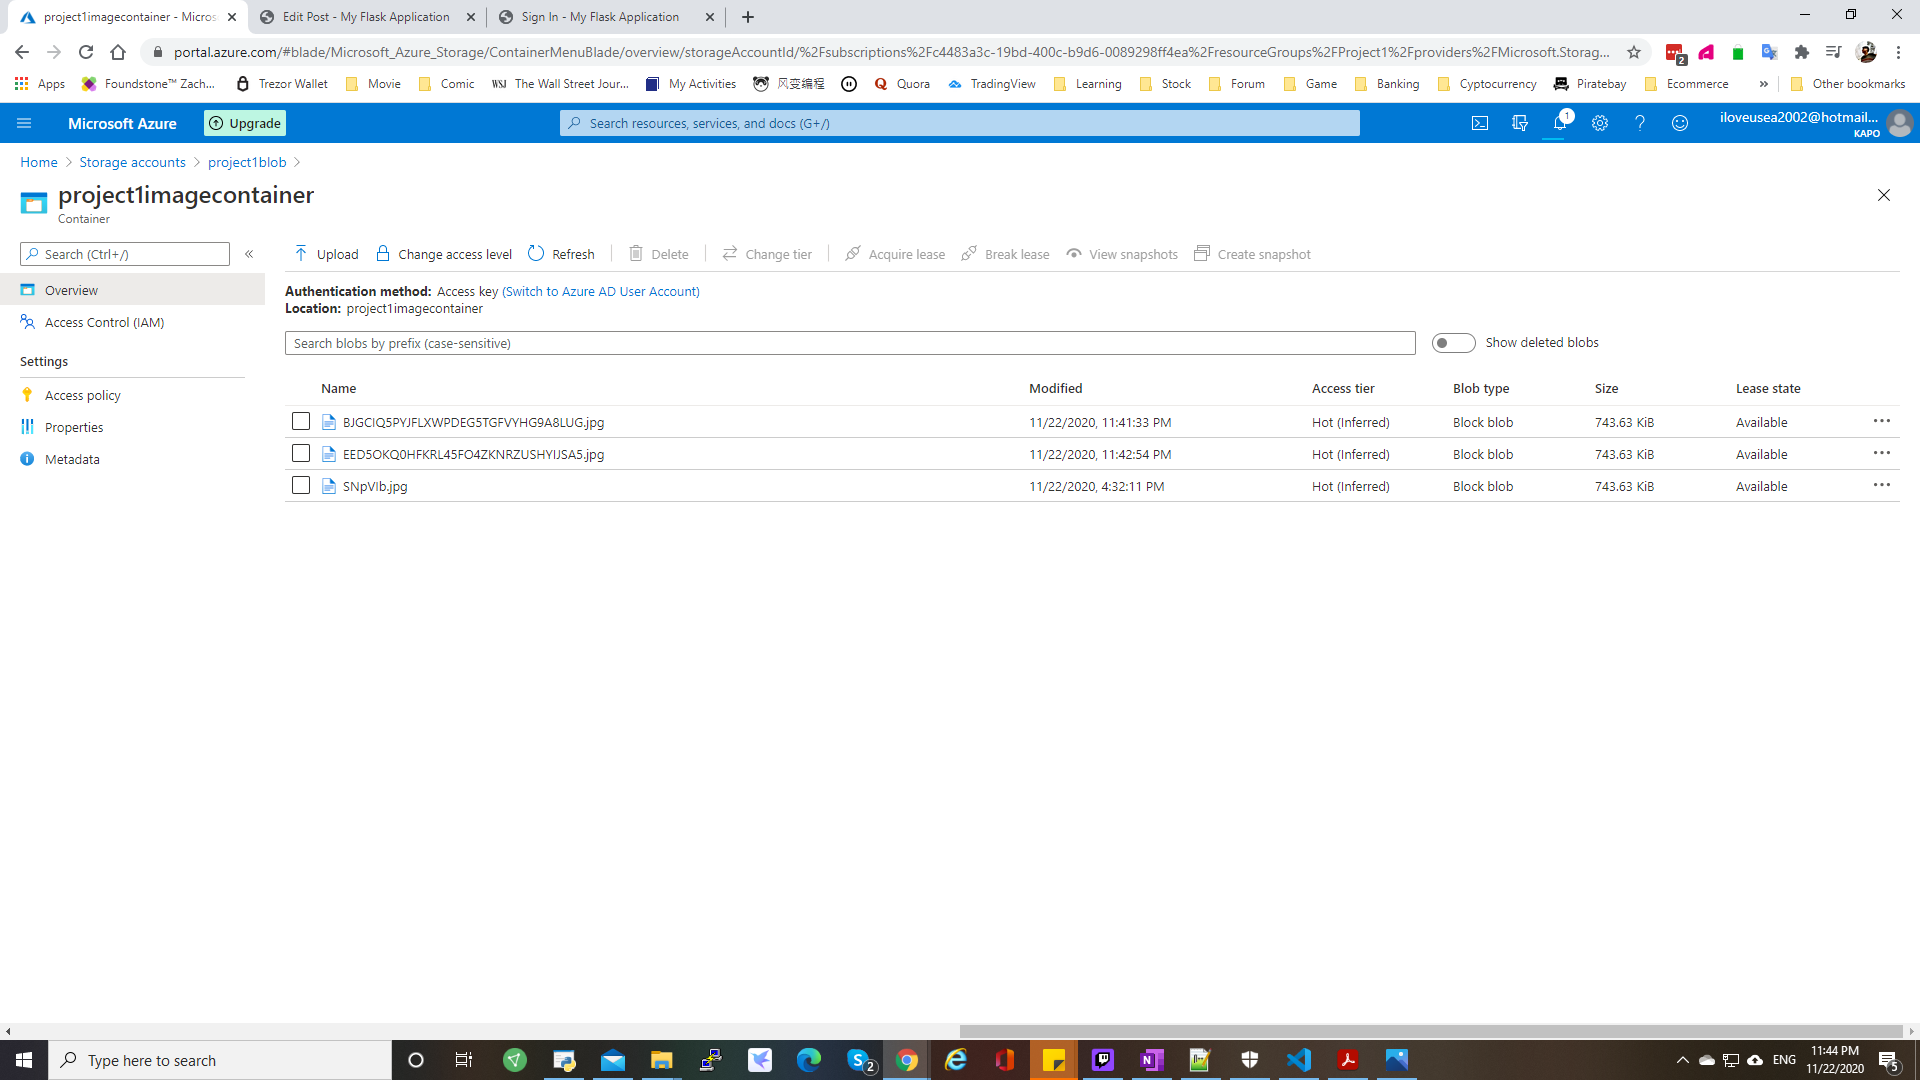 project1imagecontainer - Micros
Edit Post - My Flask Application
Sign In - My Flask Application
portal.azure.com/#blade/Microsoft_Azure_Storage/ContainerMenuBlade/overview/storageAccountId/%2Fsubscriptions%2Fc4483a3c-19bd-400c-b9d6-0089298ff4ea%2FresourceGroups%2FProject1%2Fproviders%2FMicrosoft.Storag...
2
Apps
Foundstone™ Zach...
Trezor Wallet
Movie
Comic
WSJ The Wall Street Jour...
My Activities
风变编程
Quora
TradingView
Learning
Stock
Forum
Game
Banking
Cyptocurrency
Piratebay
Ecommerce
»
Other bookmarks
Microsoft Azure
Upgrade
Search resources, services, and docs (G+/)
1
iloveusea2002@hotmail...
KAPO
Home > Storage accounts > project1blob >
project1imagecontainer
Container
Search (Ctrl+/)
«
Upload
Change access level
Refresh
Delete
Change tier
Acquire lease
Break lease
View snapshots
Create snapshot
Overview
Access Control (IAM)
Settings
Access policy
Properties
Metadata
Authentication method: Access key (Switch to Azure AD User Account)
Location: project1imagecontainer
Search blobs by prefix (case-sensitive)
Show deleted blobs
Name Modified Access tier Blob type Size Lease state
BJGCIQ5PYJFLXWPDEG5TGFVYHG9A8LUG.jpg 11/22/2020, 11:41:33 PM Hot (Inferred) Block blob 743.63 KiB Available ...
EED5OKQ0HFKRL45FO4ZKNRZUSHYIJSA5.jpg 11/22/2020, 11:42:54 PM Hot (Inferred) Block blob 743.63 KiB Available ...
SNpVIb.jpg 11/22/2020, 4:32:11 PM Hot (Inferred) Block blob 743.63 KiB Available ...
Type here to search
2
ENG
11:44 PM
11/22/2020
5